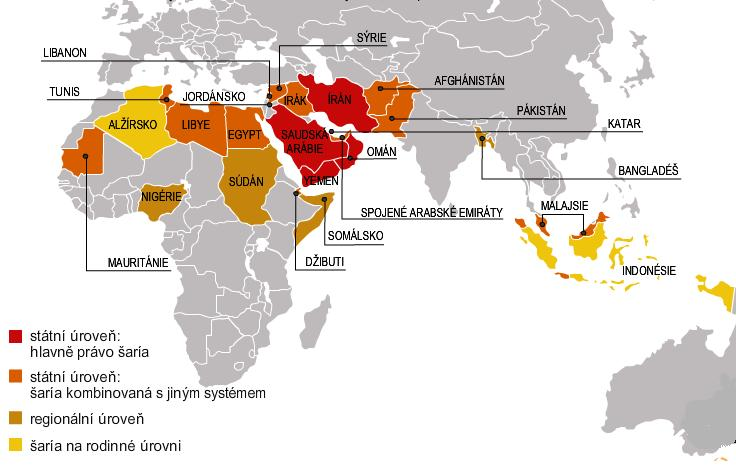 SÝRIE
LIBANON
AFGHÁNISTÁN
TUNIS
JORDÁNSKO
IRÁK
ÍRÁN
PÁKISTÁN
ALŽÍRSKO
LIBYE
EGYPT
KATAR
SAUDSKÁ
ARÁBIE
OMÁN
BANGLADÉŠ
SÚDÁN
YEMEN
NIGÉRIE
SPOJENÉ ARABSKÉ EMIRÁTY
MALAJSIE
SOMÁLSKO
MAURITÁNIE
DŽIBUTI
INDONÉSIE
státní úroveň:
hlavně právo šaría
státní úroveň:
šaría kombinovaná s jiným systémem
regionální úroveň
šaría na rodinné úrovni